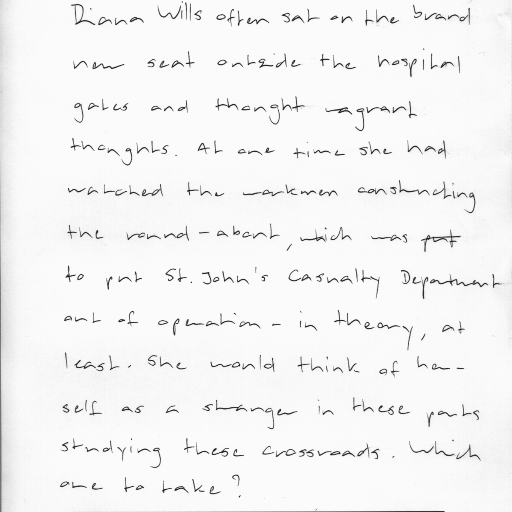 Diana Wills often sat on the brand
new seat outside the hospital
gates and thought vagrant
thoughts. At one time she had
watched the workmen constructing
the round-about, which was put
to put St. John's Casualty Department
out of operation - in theory, at
least. She would think of her-
self as a stranger in these parts
studying these crossroads. Which
one to take?